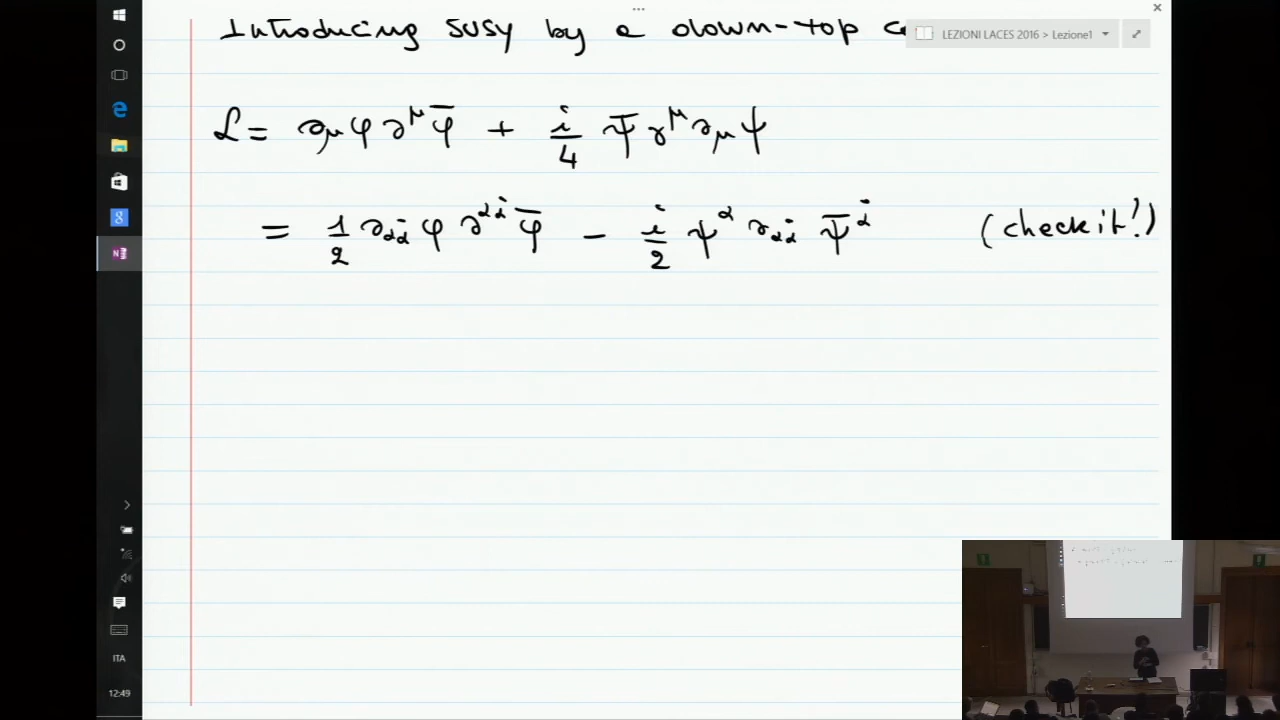 Introducing SUSY by a down-top
LEZIONI LACES 2016 > Lezione1
ℒ = ∂_μ φ ∂^μ φ̄ + i/4 Ψ̄ γ^μ ∂_μ Ψ
= 1/2 ∂_{αα̇} φ ∂^{αα̇} φ̄ - i/2 ψ^α ∂_{αα̇} ψ̄^{α̇} (check it!)
ITA
12:49